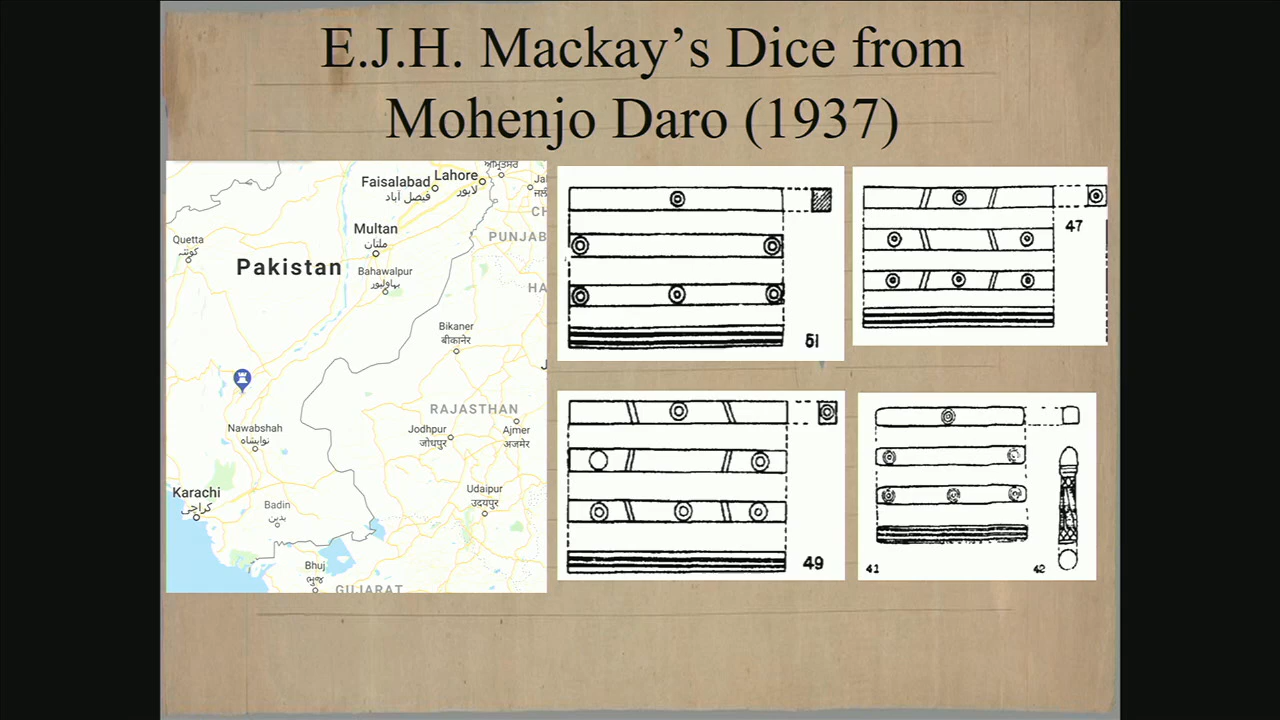 E.J.H. Mackay’s Dice from
Mohenjo Daro (1937)
Lahore
لاہور
Faisalabad
فیصل آباد
Multan
ملتان
PUNJAB
Quetta
کوئٹہ
Pakistan
Bahawalpur
بہاولپور
Bikaner
बीकानेर
RAJASTHAN
Jodhpur
जोधपुर
Ajmer
अजमेर
Nawabshah
نوابشاہ
Karachi
کراچی
Badin
بدین
Udaipur
उदयपुर
Bhuj
ભુજ
GUJARAT
51
47
49
41
42